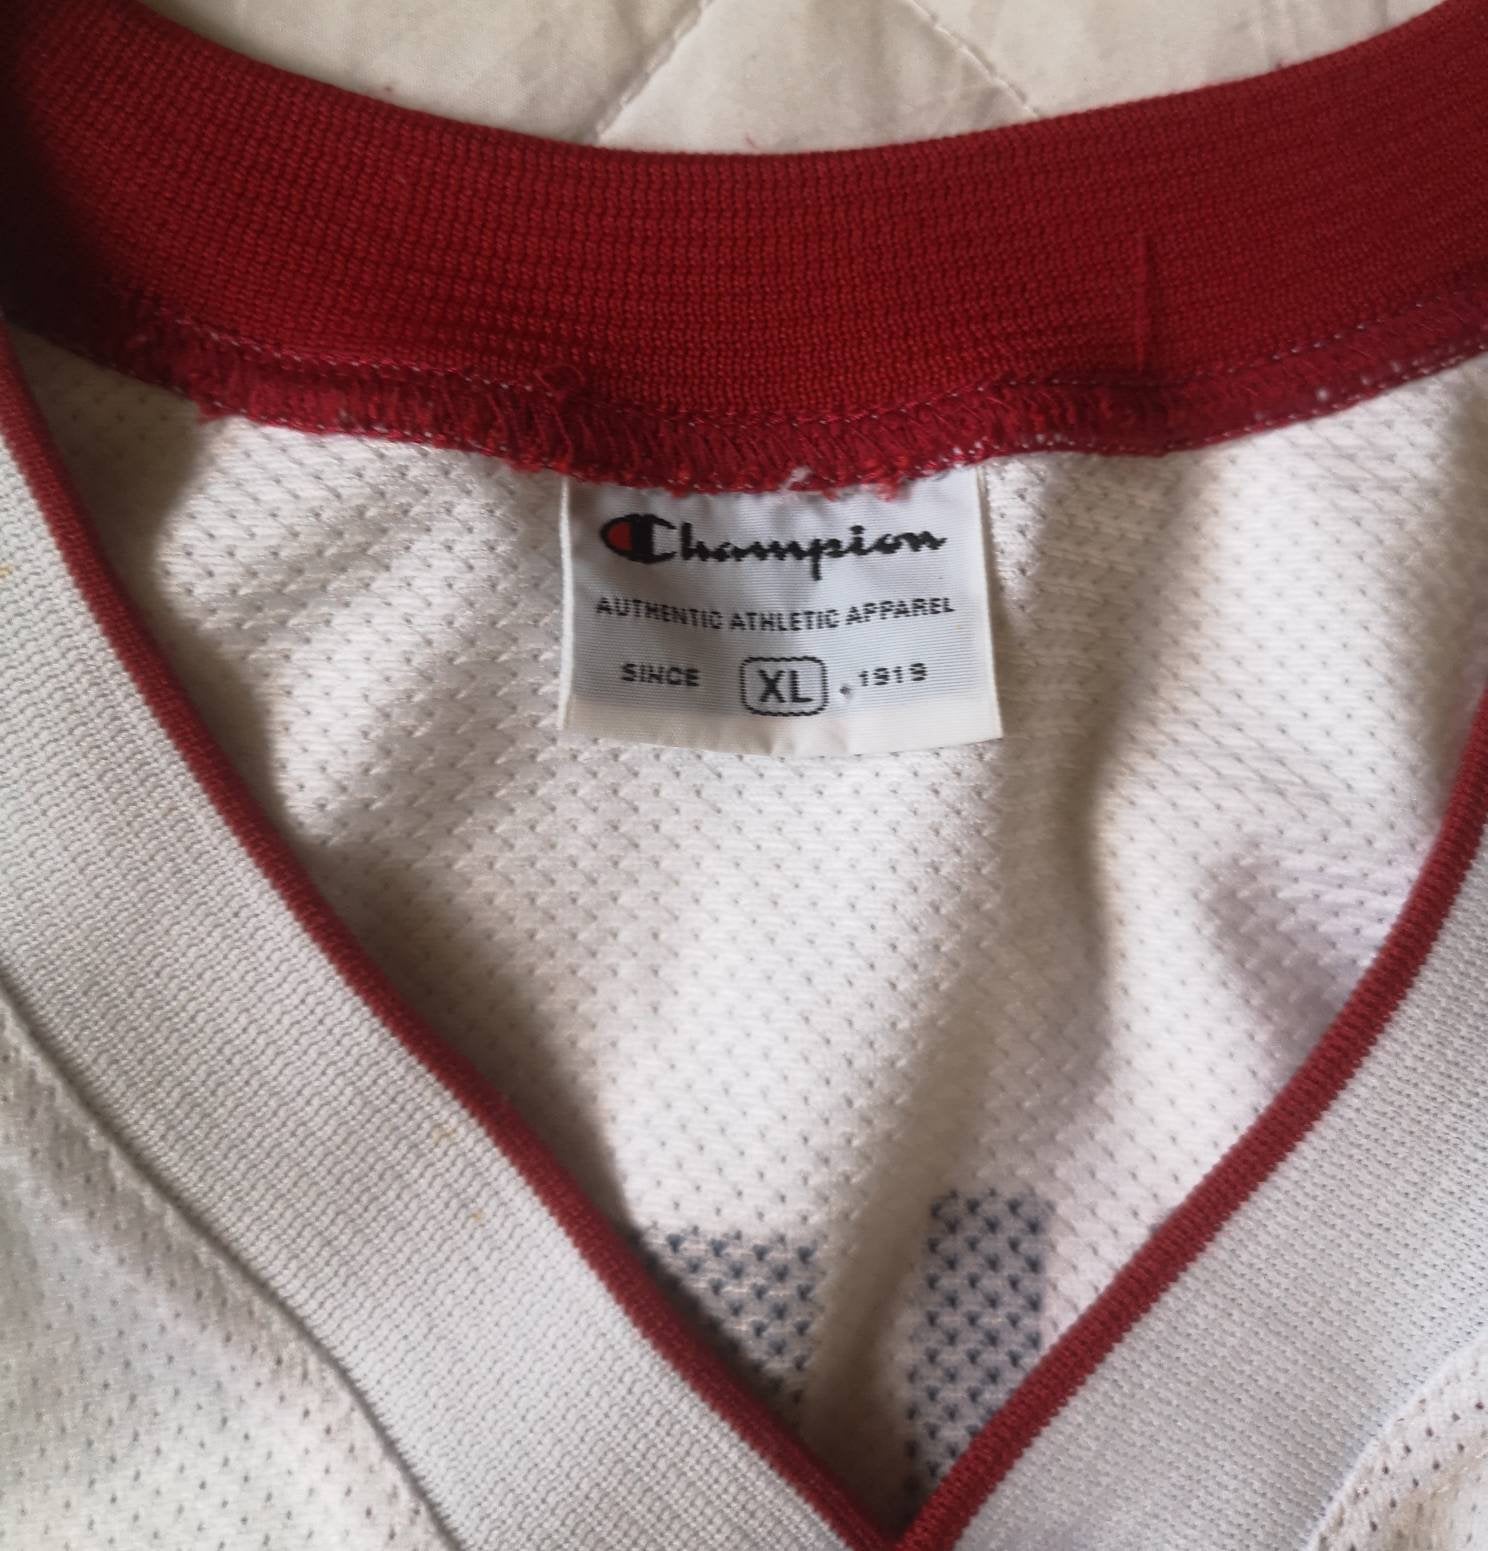 Champion
AUTHENTIC ATHLETIC APPAREL
SINCE XL 1919